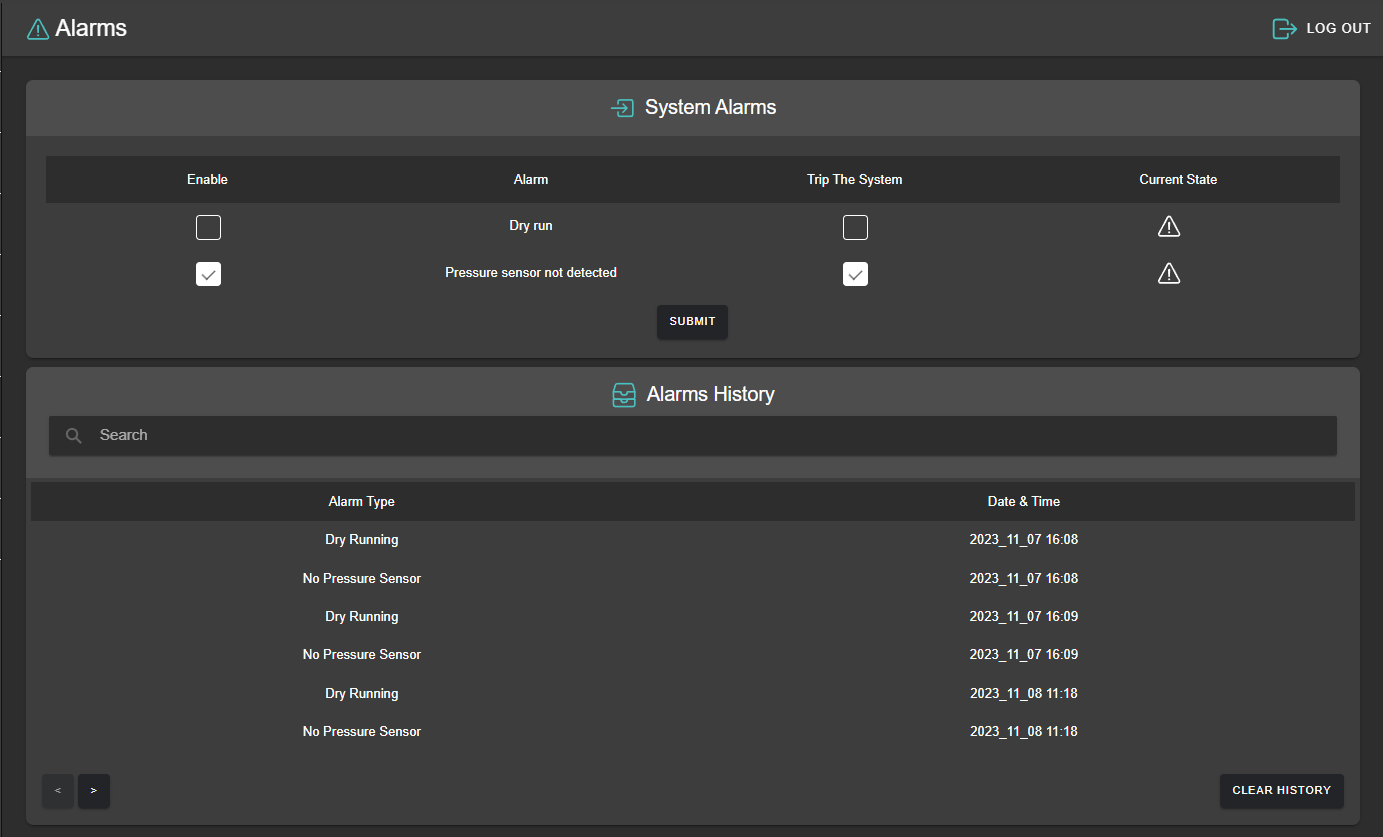 Alarms
LOG OUT
System Alarms
Enable Alarm Trip The System Current State
Dry run
Pressure sensor not detected
SUBMIT
Alarms History
Search
Alarm Type Date & Time
Dry Running 2023_11_07 16:08
No Pressure Sensor 2023_11_07 16:08
Dry Running 2023_11_07 16:09
No Pressure Sensor 2023_11_07 16:09
Dry Running 2023_11_08 11:18
No Pressure Sensor 2023_11_08 11:18
< >
CLEAR HISTORY